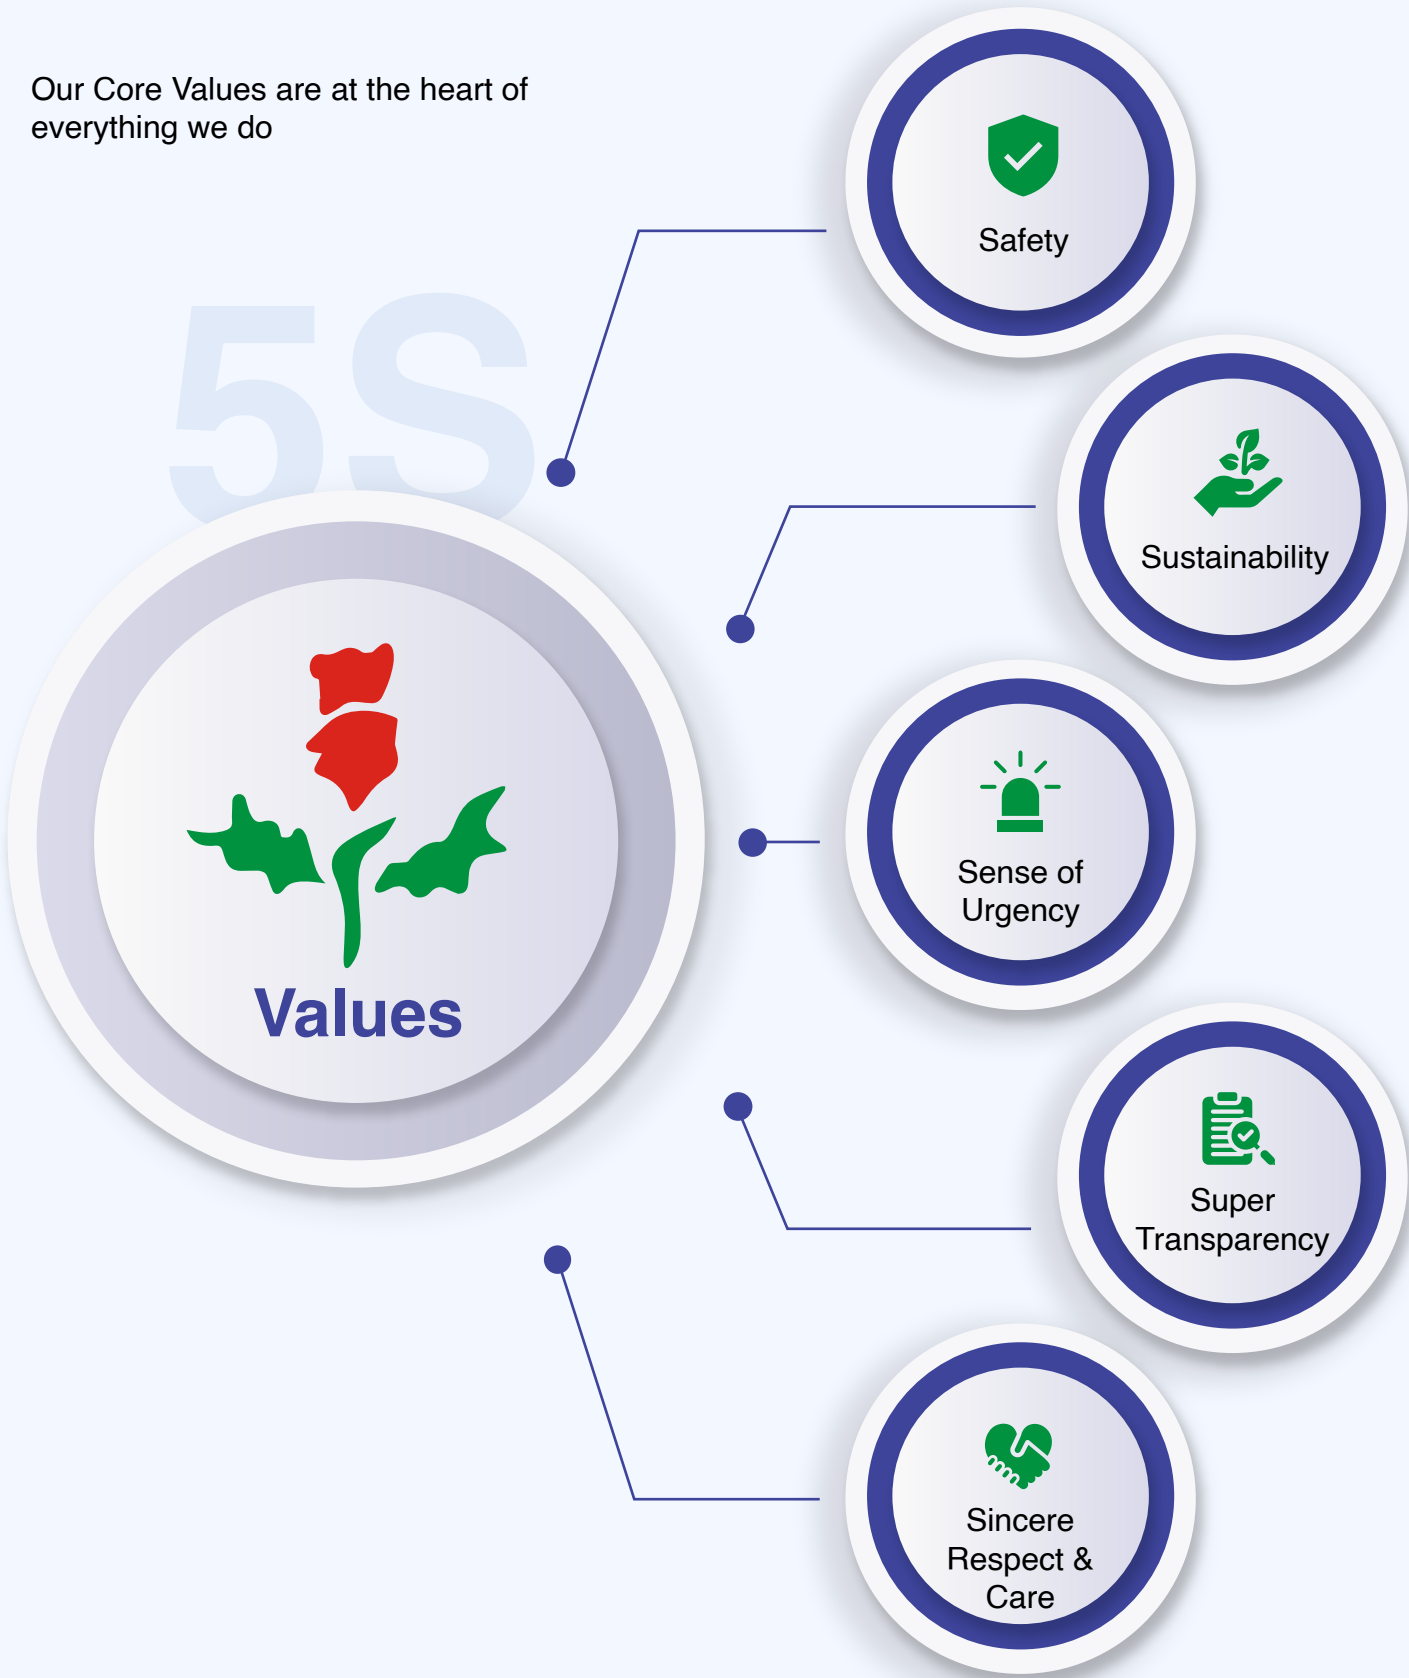 Our Core Values are at the heart of
everything we do
5S
Values
Safety
Sustainability
Sense of
Urgency
Super
Transparency
Sincere
Respect &
Care